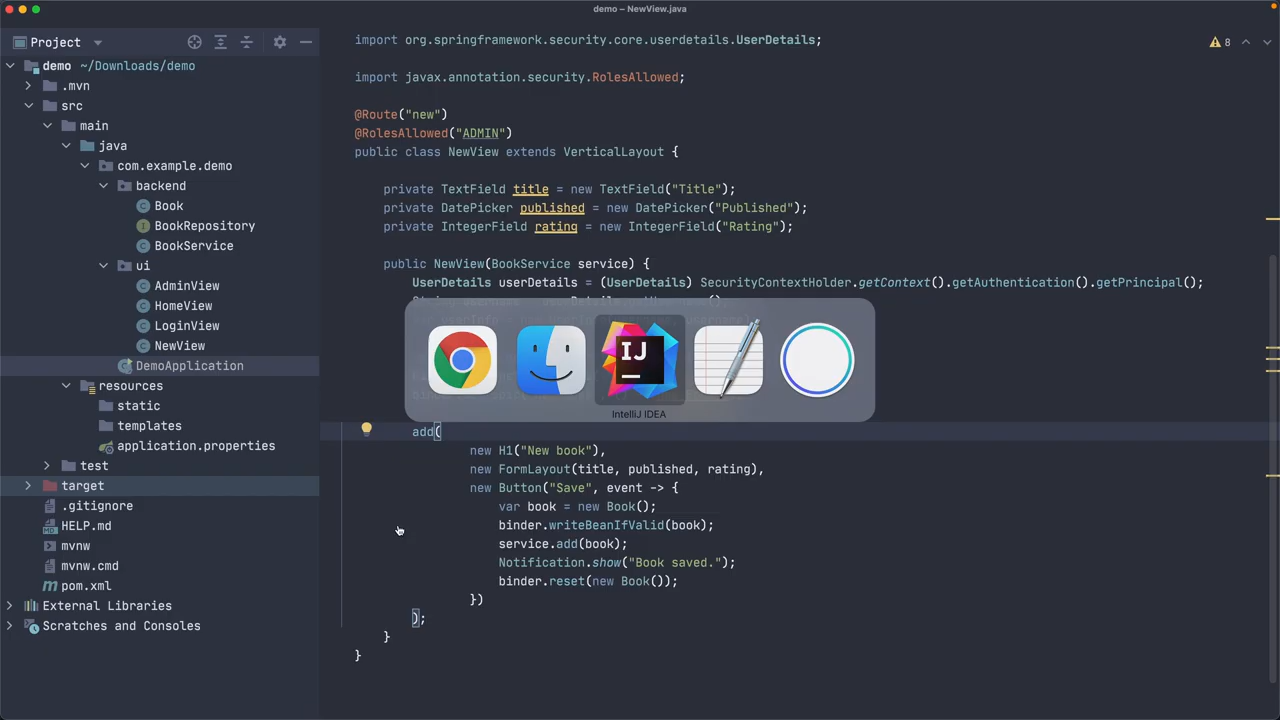 demo – NewView.java
Project
8
demo ~/Downloads/demo
.mvn
src
main
java
com.example.demo
backend
Book
BookRepository
BookService
ui
AdminView
HomeView
LoginView
NewView
DemoApplication
resources
static
templates
application.properties
test
target
.gitignore
HELP.md
mvnw
mvnw.cmd
pom.xml
External Libraries
Scratches and Consoles
import org.springframework.security.core.userdetails.UserDetails;
import javax.annotation.security.RolesAllowed;
@Route("new")
@RolesAllowed("ADMIN")
public class NewView extends VerticalLayout {
private TextField title = new TextField("Title");
private DatePicker published = new DatePicker("Published");
private IntegerField rating = new IntegerField("Rating");
public NewView(BookService service) {
UserDetails userDetails = (UserDetails) SecurityContextHolder.getContext().getAuthentication().getPrincipal();
IJ
IntelliJ IDEA
add(
new H1("New book"),
new FormLayout(title, published, rating),
new Button("Save", event -> {
var book = new Book();
binder.writeBeanIfValid(book);
service.add(book);
Notification.show("Book saved.");
binder.reset(new Book());
})
);
}
}